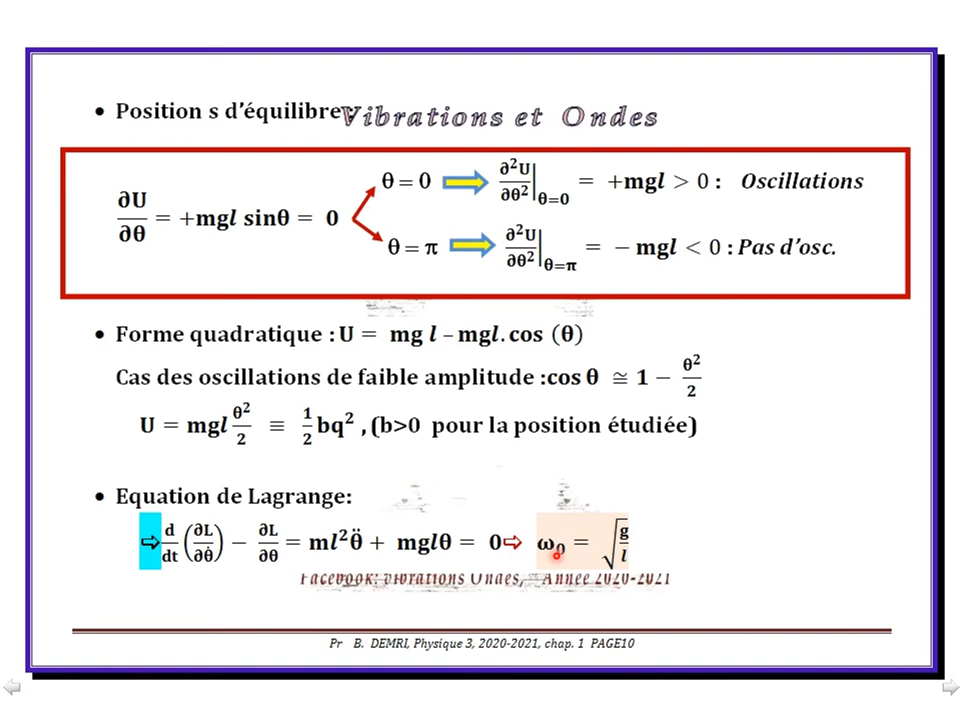 • Position s d'équilibre :
Vibrations et Ondes
∂U/∂θ = +mgl sinθ = 0
θ = 0 ⇒ ∂²U/∂θ²|θ=0 = +mgl > 0 : Oscillations
θ = π ⇒ ∂²U/∂θ²|θ=π = − mgl < 0 : Pas d'osc.
• Forme quadratique : U = mg l – mgl. cos (θ)
Cas des oscillations de faible amplitude :cos θ ≅ 1 − θ²/2
U = mgl θ²/2 ≡ 1/2 bq² , (b>0 pour la position étudiée)
• Equation de Lagrange:
⇨ d/dt (∂L/∂θ̇) − ∂L/∂θ = ml²θ̈ + mglθ = 0 ⇨ ω₀ = √(g/l)
Facebook: Vibrations Ondes, Année 2020-2021
Pr B. DEMRI, Physique 3, 2020-2021, chap. 1 PAGE10